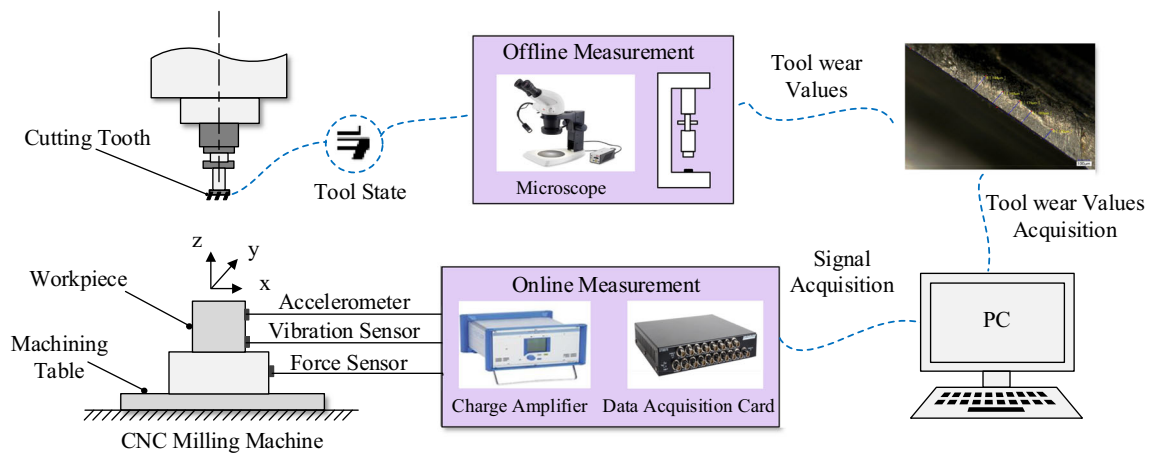 Offline Measurement
Microscope
Tool wear
Values
Cutting Tooth
Tool State
100μm
Tool wear Values
Acquisition
z
y
x
Workpiece
Machining
Table
Accelerometer
Vibration Sensor
Force Sensor
CNC Milling Machine
Online Measurement
Charge Amplifier
Data Acquisition Card
Signal
Acquisition
PC